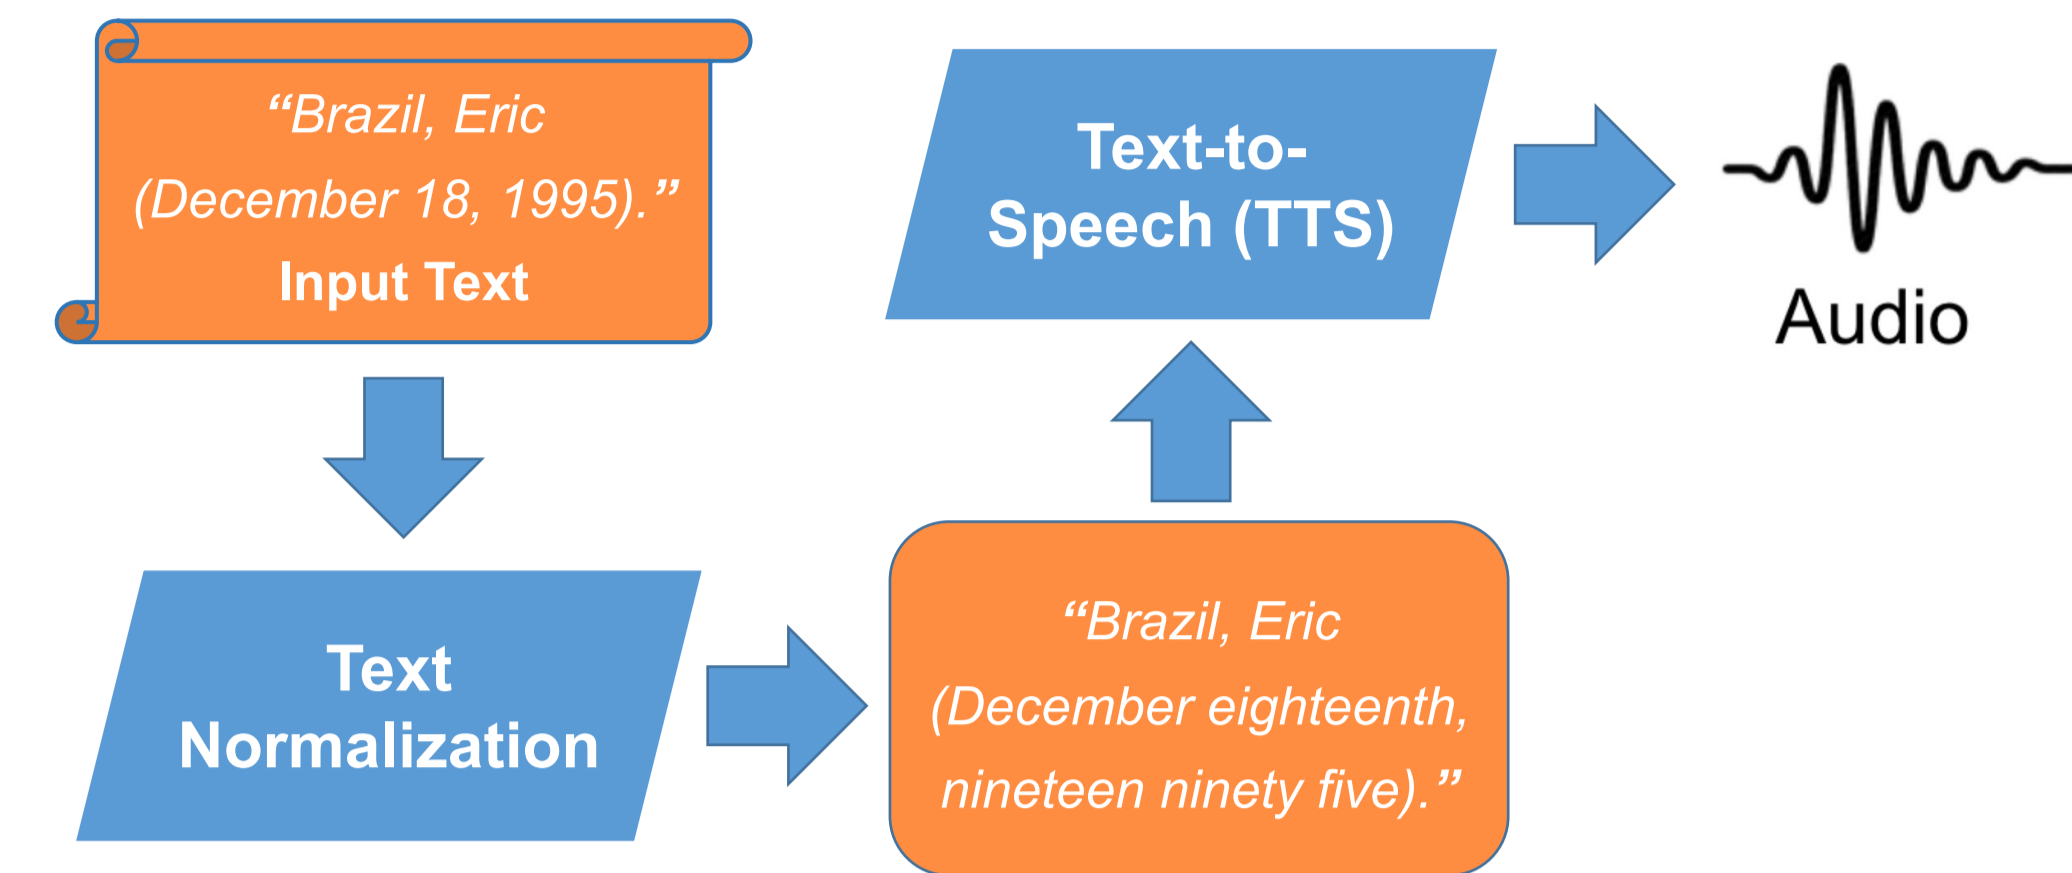 “Brazil, Eric
(December 18, 1995).”
Input Text
Text
Normalization
“Brazil, Eric
(December eighteenth,
nineteen ninety five).”
Text-to-
Speech (TTS)
Audio